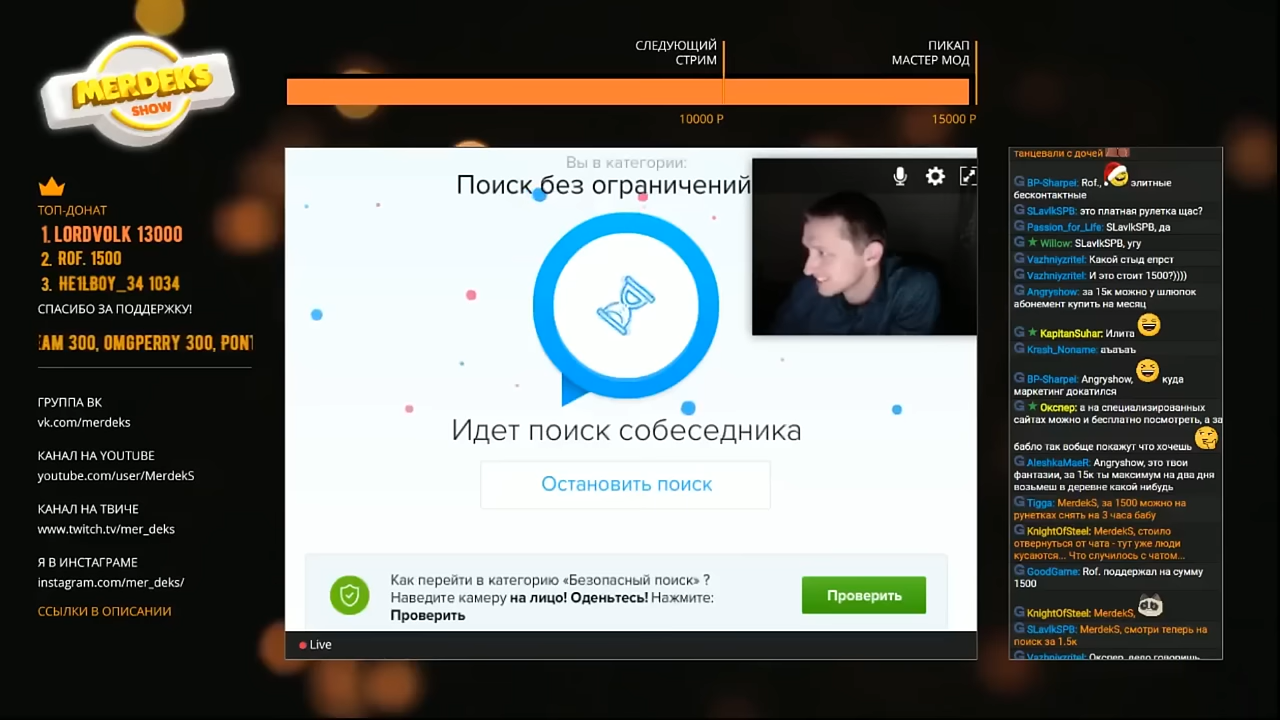 MERDEKS
SHOW
СЛЕДУЮЩИЙ
СТРИМ
10000 Р
ПИКАП
МАСТЕР МОД
15000 Р
ТОП-ДОНАТ
1. LORDVOLK 13000
2. ROF. 1500
3. HE1LBOY_34 1034
СПАСИБО ЗА ПОДДЕРЖКУ!
EAM 300, OMGPERRY 300, PONY
ГРУППА ВК
vk.com/merdeks
КАНАЛ НА YOUTUBE
youtube.com/user/MerdekS
КАНАЛ НА ТВИЧЕ
www.twitch.tv/mer_deks
Я В ИНСТАГРАМЕ
instagram.com/mer_deks/
ССЫЛКИ В ОПИСАНИИ
Вы в категории:
Поиск без ограничений
Идет поиск собеседника
Остановить поиск
Как перейти в категорию «Безопасный поиск» ?
Наведите камеру на лицо! Оденьтесь! Нажмите:
Проверить
Проверить
Live
танцевали с дочей
BP-Sharpei: Rof., элитные
бесконтактные
SLavIkSPB: это платная рулетка щас?
Passion_for_Life: SLavIkSPB, да
Willow: SLavIkSPB, угу
Vazhniyzritel: Какой стыд епрст
Vazhniyzritel: И это стоит 1500?))))
Angryshow: за 15к можно у шлюпок
абонемент купить на месяц
KapitanSuhar: Илита
Krash_Noname: аъаъаъ
BP-Sharpei: Angryshow, куда
маркетинг докатился
Окспер: а на специализированных
сайтах можно и бесплатно посмотреть, а за
бабло так вобще покажут что хочешь
AleshkaMaeR: Angryshow, это твои
фантазии, за 15к ты максимум на два дня
возьмеш в деревне какой нибудь
Tigga: MerdekS, за 1500 можно на
рунетках снять на 3 часа бабу
KnightOfSteel: MerdekS, стоило
отвернуться от чата - тут уже люди
кусаются... Что случилось с чатом...
GoodGame: Rof. поддержал на сумму
1500
KnightOfSteel: MerdekS,
SLavIkSPB: MerdekS, смотри теперь на
поиск за 1.5к
Vazhniyzritel: Окспер, дело говоришь